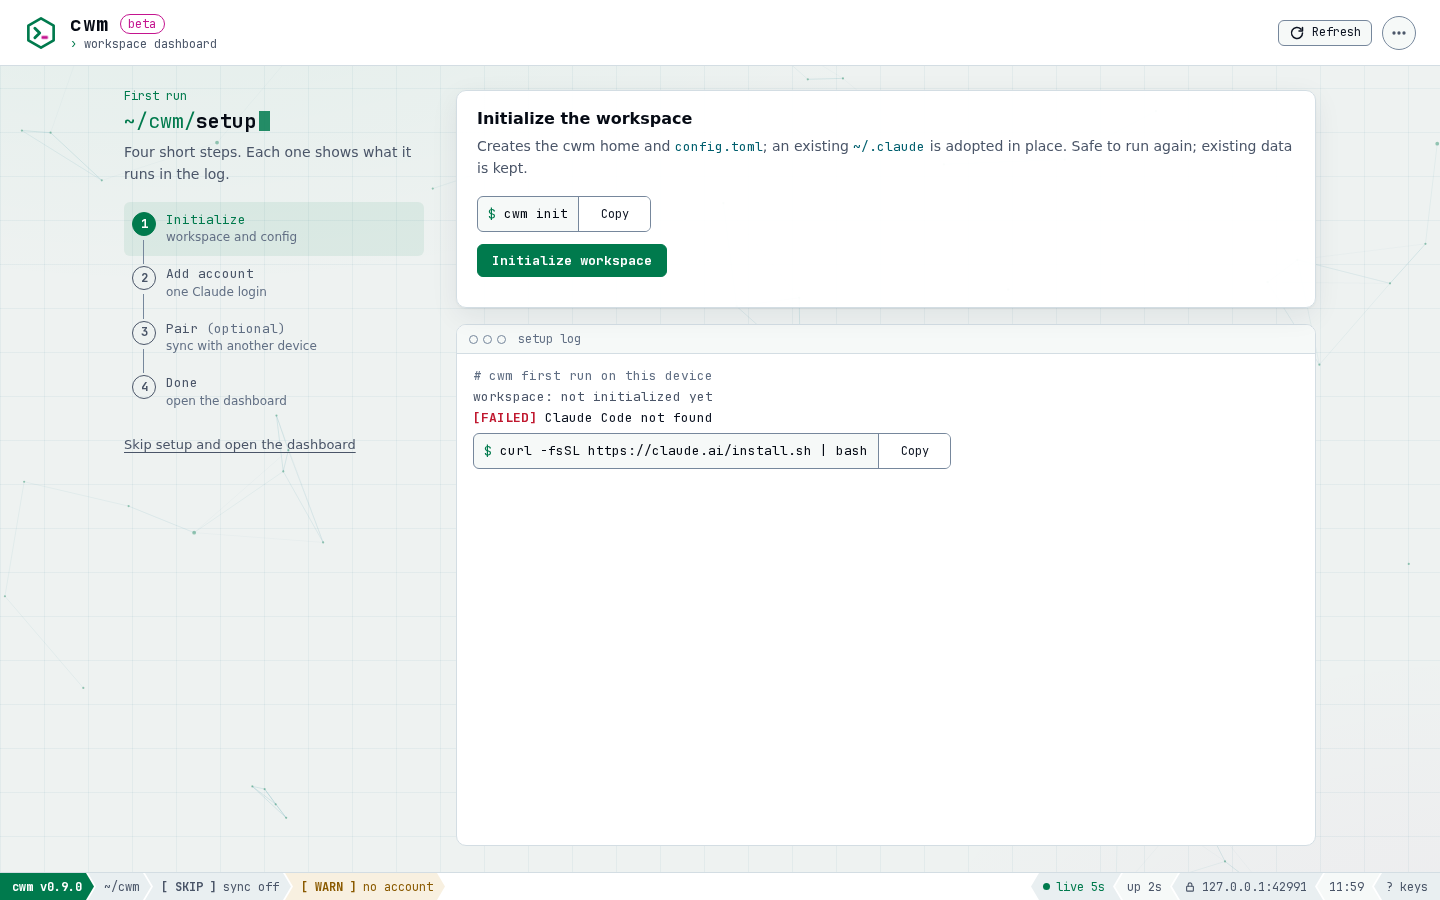 cwm beta
› workspace dashboard
Refresh
First run
~/cwm/setup
Four short steps. Each one shows what it
runs in the log.
1 Initialize
workspace and config
2 Add account
one Claude login
3 Pair (optional)
sync with another device
4 Done
open the dashboard
Skip setup and open the dashboard
Initialize the workspace
Creates the cwm home and config.toml; an existing ~/.claude is adopted in place. Safe to run again; existing data
is kept.
$ cwm init Copy
Initialize workspace
setup log
# cwm first run on this device
workspace: not initialized yet
[FAILED] Claude Code not found
$ curl -fsSL https://claude.ai/install.sh | bash Copy
cwm v0.9.0 ~/cwm [ SKIP ] sync off [ WARN ] no account live 5s up 2s 127.0.0.1:42991 11:59 ? keys